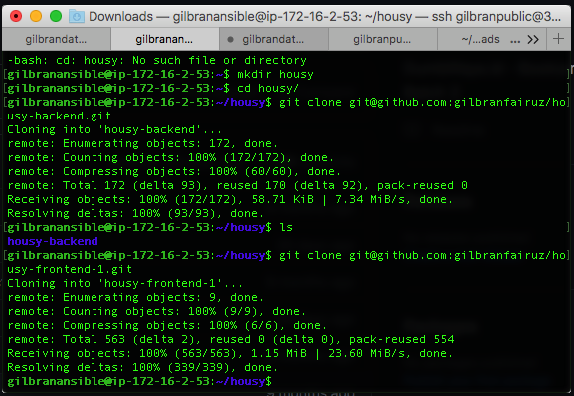 Downloads — gilbranansible@ip-172-16-2-53: ~/housy — ssh gilbranpublic@3...
gilbrandat... gilbranan... gilbrandat... gilbranpu... ~/...ads ... >> +
-bash: cd: housy: No such file or directory
[gilbranansible@ip-172-16-2-53:~$ mkdir housy ]
[gilbranansible@ip-172-16-2-53:~$ cd housy/ ]
[gilbranansible@ip-172-16-2-53:~/housy$ git clone git@github.com:gilbranfairuz/ho]
usy-backend.git
Cloning into 'housy-backend'...
remote: Enumerating objects: 172, done.
remote: Counting objects: 100% (172/172), done.
remote: Compressing objects: 100% (60/60), done.
remote: Total 172 (delta 93), reused 170 (delta 92), pack-reused 0
Receiving objects: 100% (172/172), 58.71 KiB | 7.34 MiB/s, done.
Resolving deltas: 100% (93/93), done.
[gilbranansible@ip-172-16-2-53:~/housy$ ls ]
housy-backend
[gilbranansible@ip-172-16-2-53:~/housy$ git clone git@github.com:gilbranfairuz/ho]
usy-frontend-1.git
Cloning into 'housy-frontend-1'...
remote: Enumerating objects: 9, done.
remote: Counting objects: 100% (9/9), done.
remote: Compressing objects: 100% (6/6), done.
remote: Total 563 (delta 2), reused 0 (delta 0), pack-reused 554
Receiving objects: 100% (563/563), 1.15 MiB | 23.60 MiB/s, done.
Resolving deltas: 100% (339/339), done.
gilbranansible@ip-172-16-2-53:~/housy$